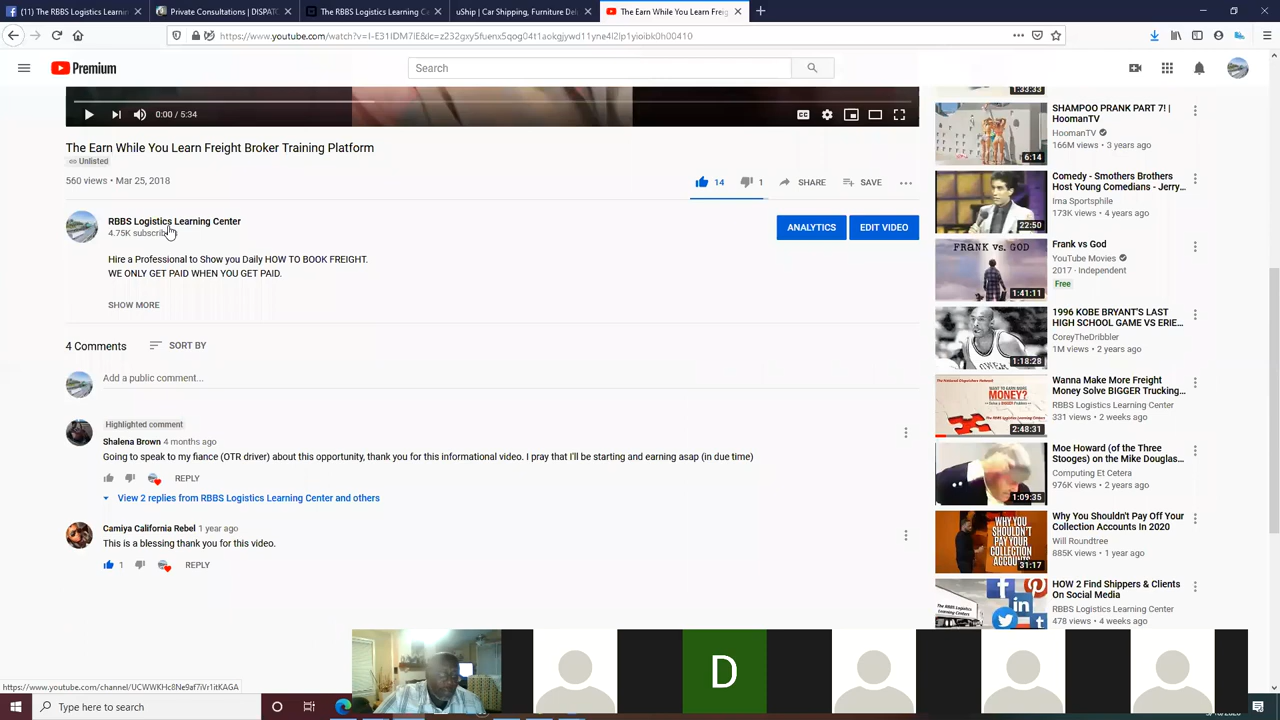 (11) The RBBS Logistics Learnin
Private Consultations | DISPATC
The RBBS Logistics Learning Ce
uShip | Car Shipping, Furniture Del
The Earn While You Learn Freig
Premium
Search
0:00 / 5:34
The Earn While You Learn Freight Broker Training Platform
Unlisted
560 views • Mar 25, 2018
14
1
SHARE
SAVE
RBBS Logistics Learning Center
4.75K subscrib
ANALYTICS
EDIT VIDEO
Hire a Professional to Show you Daily HOW TO BOOK FREIGHT.
WE ONLY GET PAID WHEN YOU GET PAID.
SHOW MORE
4 Comments
SORT BY
Add a public comment...
Highlighted comment
Shalena Brown 4 months ago
Going to speak to my fiance (OTR driver) about this opportunity, thank you for this informational video. I pray that I'll be starting and earning asap (in due time)
REPLY
View 2 replies from RBBS Logistics Learning Center and others
Camiya California Rebel 1 year ago
This is a blessing thank you for this video.
1
REPLY
1:33:33
SHAMPOO PRANK PART 7! |
HoomanTV
HoomanTV
166M views • 3 years ago
6:14
Comedy - Smothers Brothers
Host Young Comedians - Jerry...
Ima Sportsphile
173K views • 4 years ago
22:50
FRANK vs. GOD
Frank vs God
YouTube Movies
2017 • Independent
Free
1:41:11
1996 KOBE BRYANT'S LAST
HIGH SCHOOL GAME VS ERIE...
CoreyTheDribbler
1M views • 2 years ago
1:18:28
MONEY?
Wanna Make More Freight
Money Solve BIGGER Trucking...
RBBS Logistics Learning Center
331 views • 2 weeks ago
2:48:31
Moe Howard (of the Three
Stooges) on the Mike Douglas...
Computing Et Cetera
976K views • 2 years ago
1:09:35
WHY YOU
SHOULDN'T
PAY YOUR
COLLECTION
ACCOUNTS
Why You Shouldn't Pay Off Your
Collection Accounts In 2020
Will Roundtree
885K views • 1 year ago
31:17
HOW 2 Find Shippers & Clients
On Social Media
RBBS Logistics Learning Center
478 views • 4 weeks ago
D
Type here to search